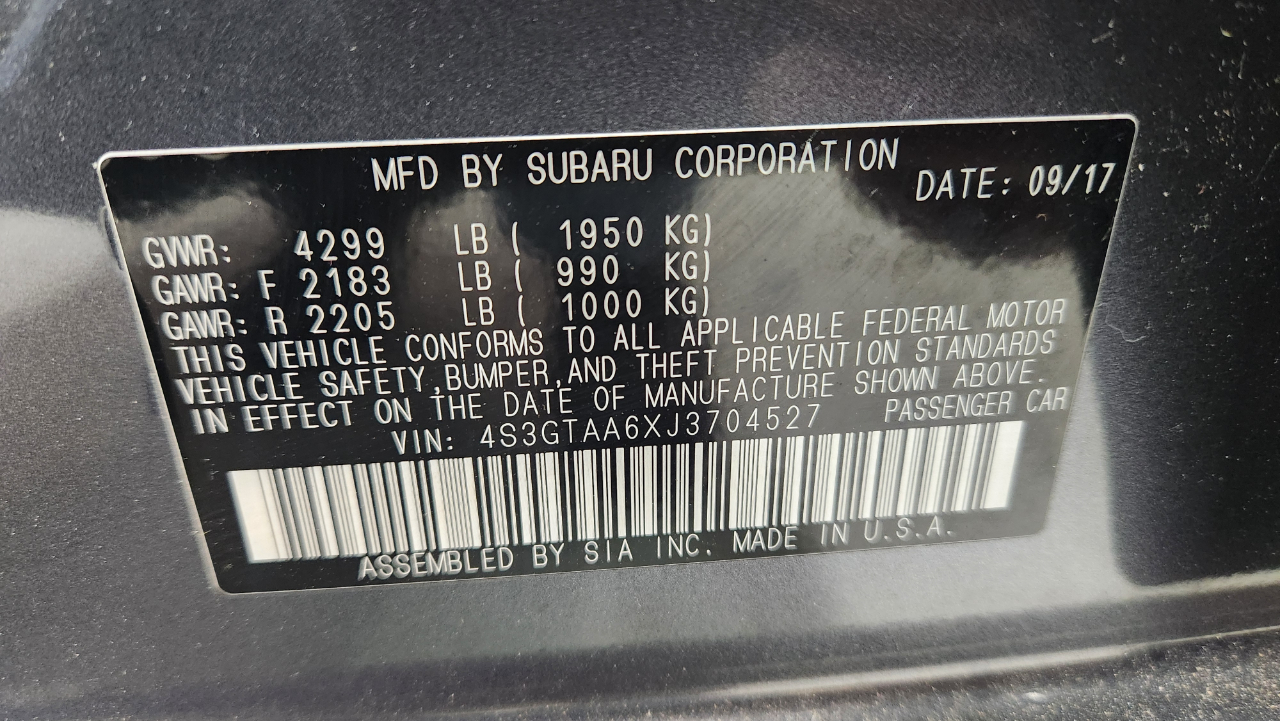 MFD BY SUBARU CORPORATION DATE: 09/17
GVWR: 4299 LB ( 1950 KG)
GAWR: F 2183 LB ( 990 KG)
GAWR: R 2205 LB ( 1000 KG)
THIS VEHICLE CONFORMS TO ALL APPLICABLE FEDERAL MOTOR
VEHICLE SAFETY,BUMPER,AND THEFT PREVENTION STANDARDS
IN EFFECT ON THE DATE OF MANUFACTURE SHOWN ABOVE.
VIN: 4S3GTAA6XJ3704527 PASSENGER CAR
ASSEMBLED BY SIA INC. MADE IN U.S.A.